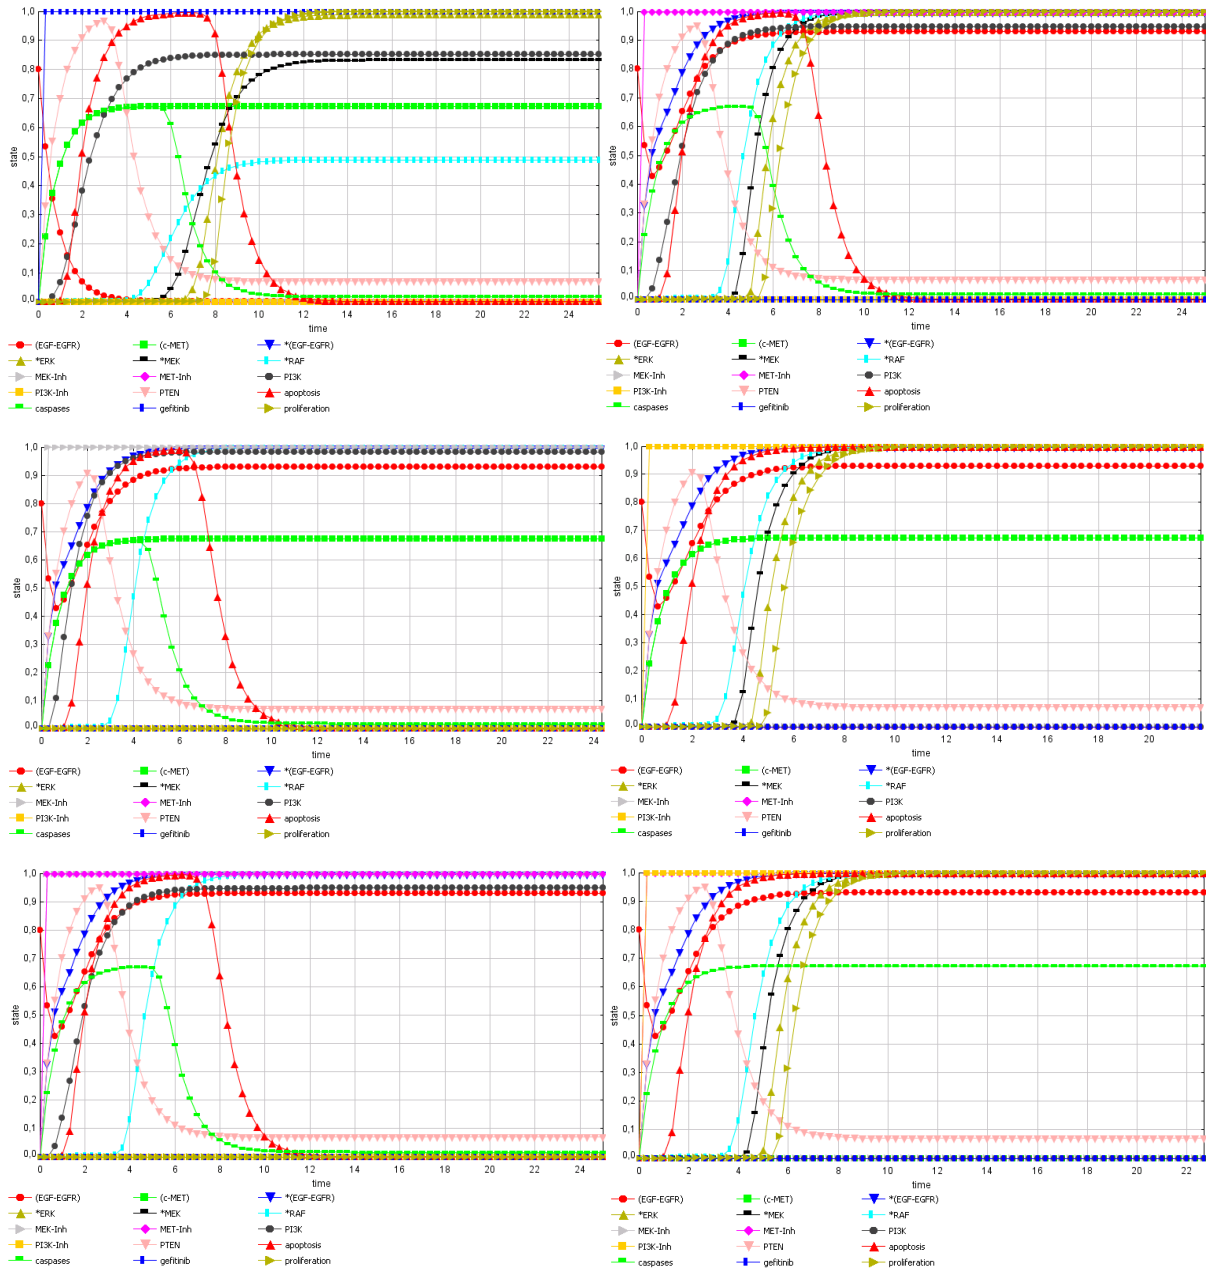 1,0
0,9
0,8
0,7
0,6
0,5
0,4
0,3
0,2
0,1
0,0
state
0 2 4 6 8 10 12 14 16 18 20 22 24
time
(EGF-EGFR) (c-MET) *(EGF-EGFR)
*ERK *MEK *RAF
MEK-Inh MET-Inh PI3K
PI3K-Inh PTEN apoptosis
caspases gefitinib proliferation
1,0
0,9
0,8
0,7
0,6
0,5
0,4
0,3
0,2
0,1
0,0
state
0 2 4 6 8 10 12 14 16 18 20 22 24
time
(EGF-EGFR) (c-MET) *(EGF-EGFR)
*ERK *MEK *RAF
MEK-Inh MET-Inh PI3K
PI3K-Inh PTEN apoptosis
caspases gefitinib proliferation
1,0
0,9
0,8
0,7
0,6
0,5
0,4
0,3
0,2
0,1
0,0
state
0 2 4 6 8 10 12 14 16 18 20 22 24
time
(EGF-EGFR) (c-MET) *(EGF-EGFR)
*ERK *MEK *RAF
MEK-Inh MET-Inh PI3K
PI3K-Inh PTEN apoptosis
caspases gefitinib proliferation
1,0
0,9
0,8
0,7
0,6
0,5
0,4
0,3
0,2
0,1
0,0
state
0 2 4 6 8 10 12 14 16 18 20
time
(EGF-EGFR) (c-MET) *(EGF-EGFR)
*ERK *MEK *RAF
MEK-Inh MET-Inh PI3K
PI3K-Inh PTEN apoptosis
caspases gefitinib proliferation
1,0
0,9
0,8
0,7
0,6
0,5
0,4
0,3
0,2
0,1
0,0
state
0 2 4 6 8 10 12 14 16 18 20 22 24
time
(EGF-EGFR) (c-MET) *(EGF-EGFR)
*ERK *MEK *RAF
MEK-Inh MET-Inh PI3K
PI3K-Inh PTEN apoptosis
caspases gefitinib proliferation
1,0
0,9
0,8
0,7
0,6
0,5
0,4
0,3
0,2
0,1
0,0
state
0 2 4 6 8 10 12 14 16 18 20 22
time
(EGF-EGFR) (c-MET) *(EGF-EGFR)
*ERK *MEK *RAF
MEK-Inh MET-Inh PI3K
PI3K-Inh PTEN apoptosis
caspases gefitinib proliferation